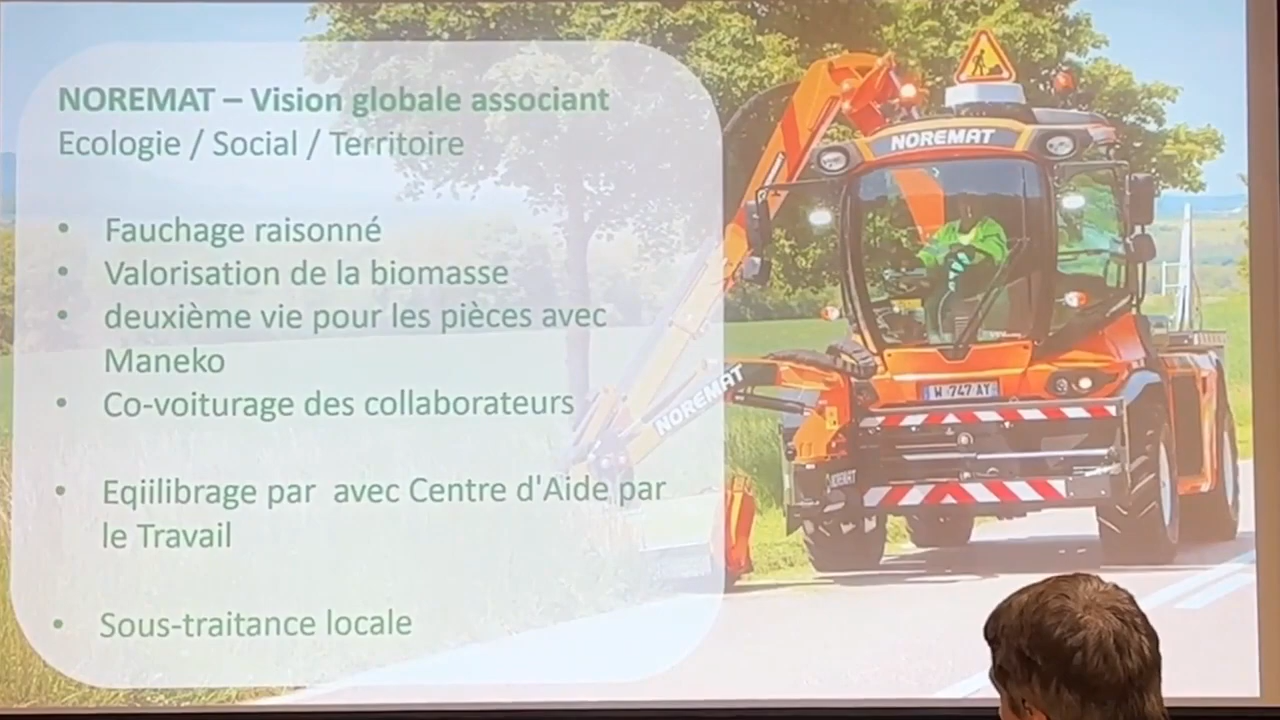 NOREMAT – Vision globale associant
Ecologie / Social / Territoire
• Fauchage raisonné
• Valorisation de la biomasse
• deuxième vie pour les pièces avec
Maneko
• Co-voiturage des collaborateurs
• Eqiilibrage par  avec Centre d'Aide par
le Travail
• Sous-traitance locale
NOREMAT
NOREMAT
W 747 AY
NOREMAT